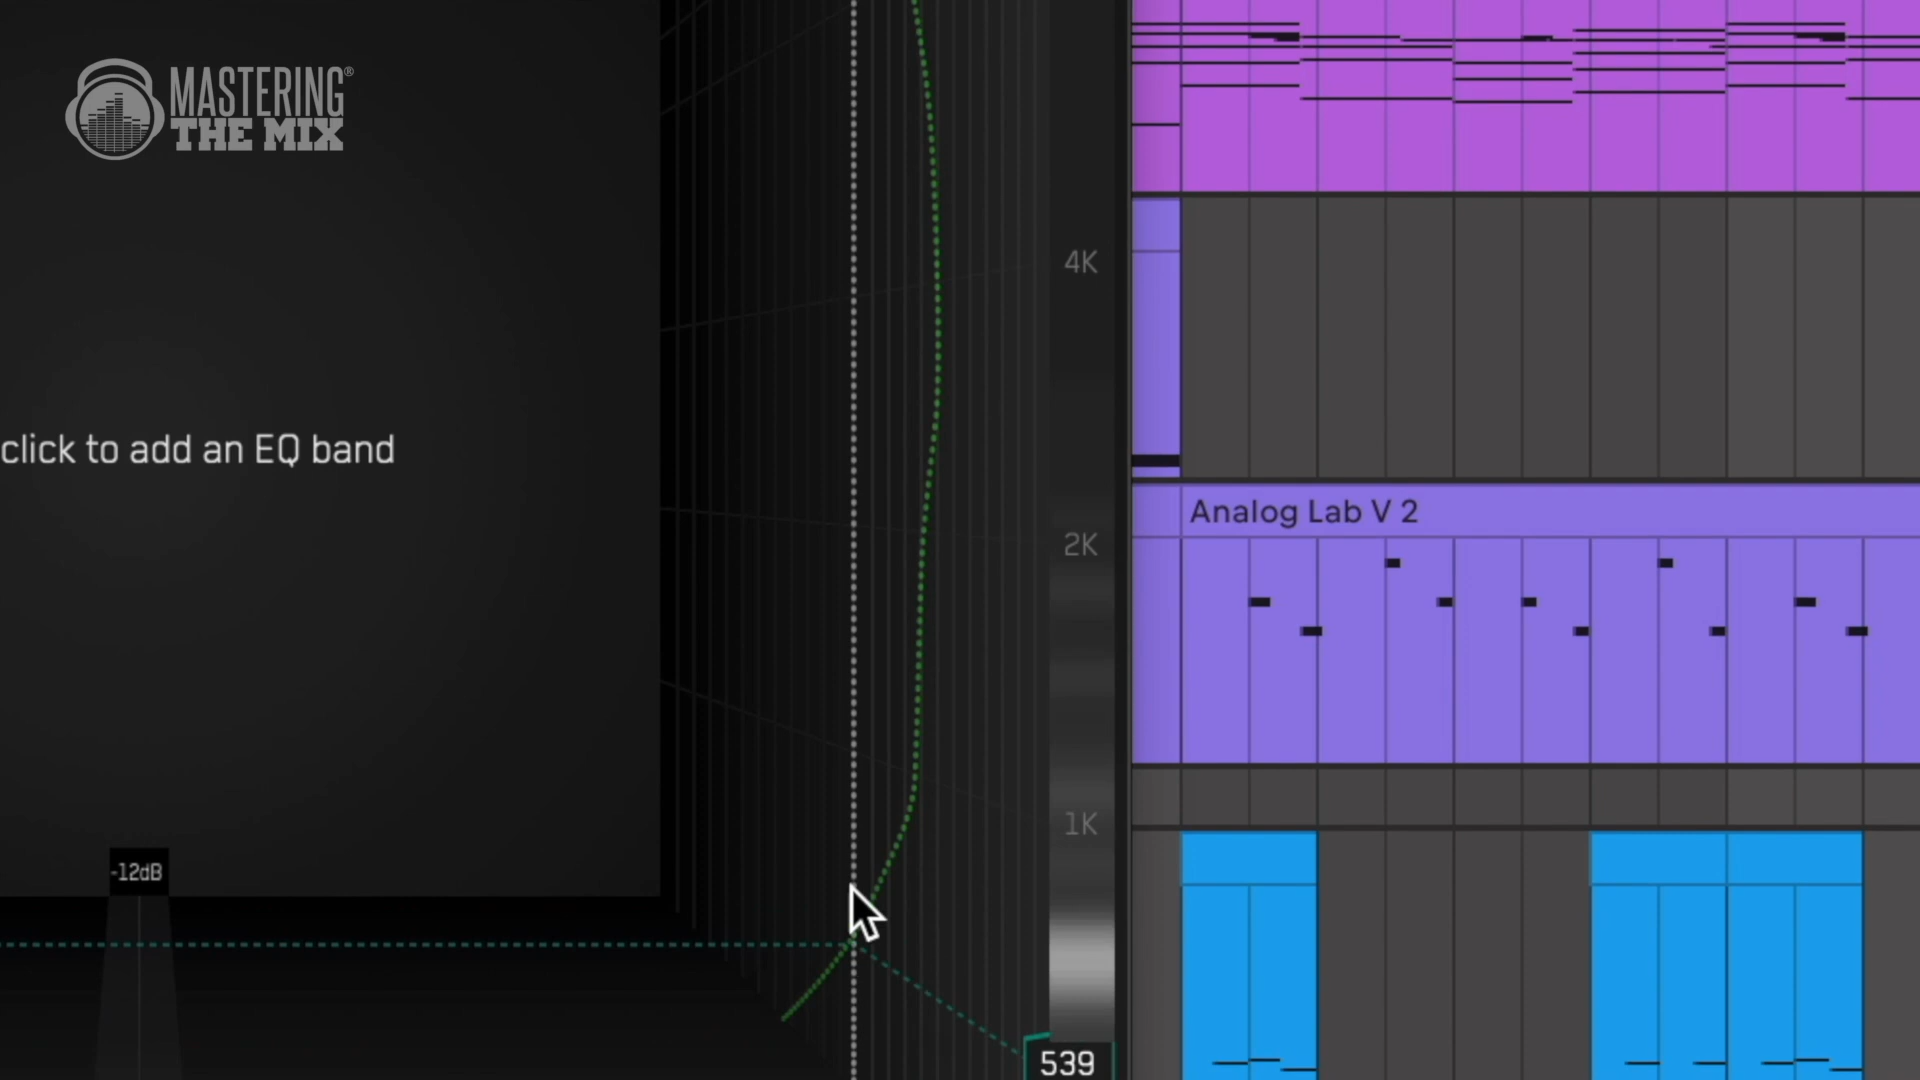 MASTERING®
THE MIX
4K
click to add an EQ band
Analog Lab V 2
2K
1K
-12dB
539